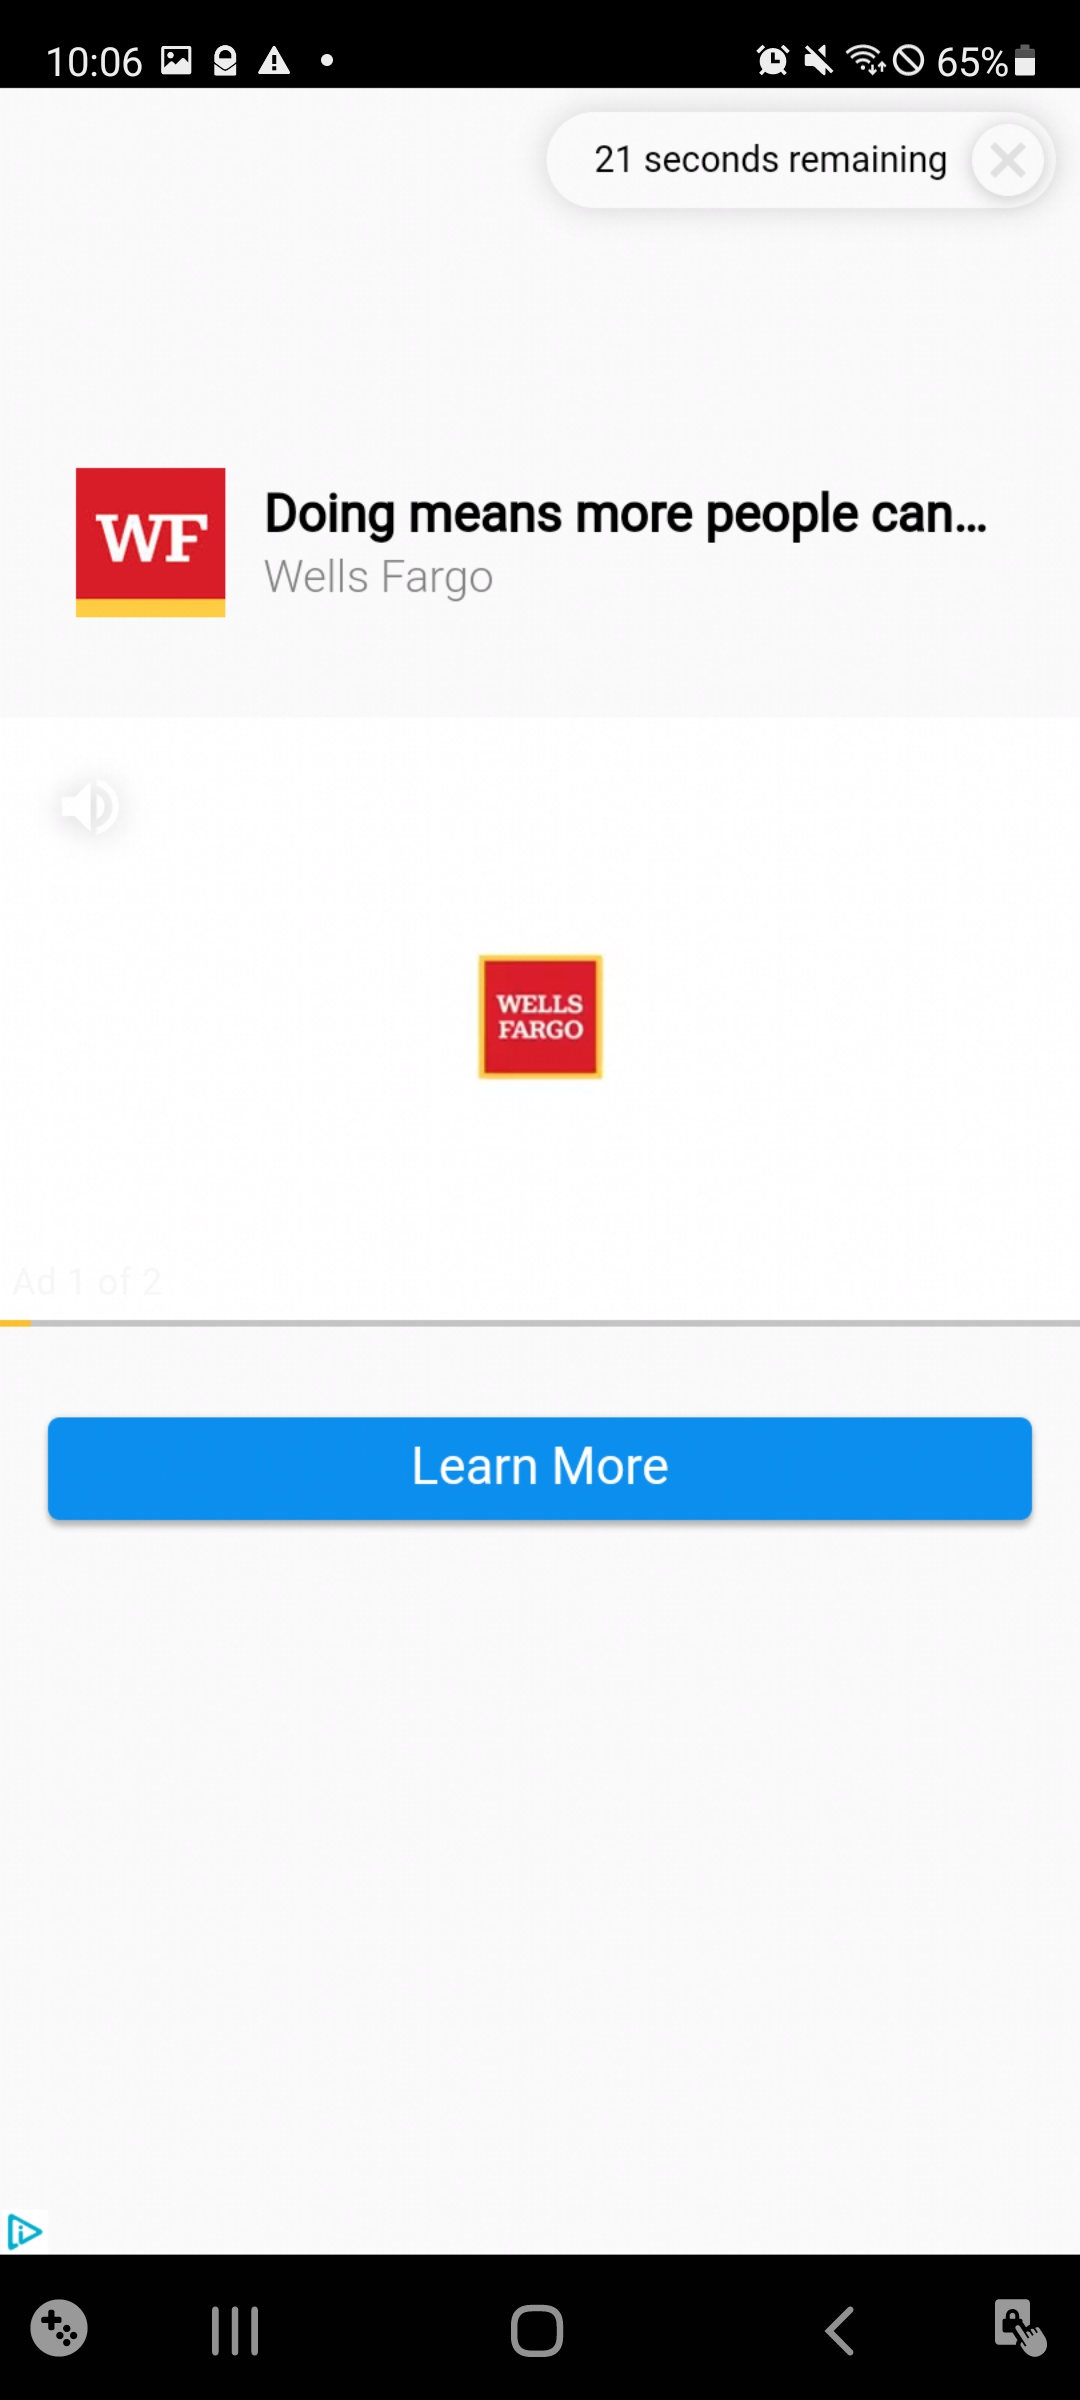 10:06
65%
21 seconds remaining
WF
Doing means more people can...
Wells Fargo
WELLS
FARGO
Ad 1 of 2
Learn More